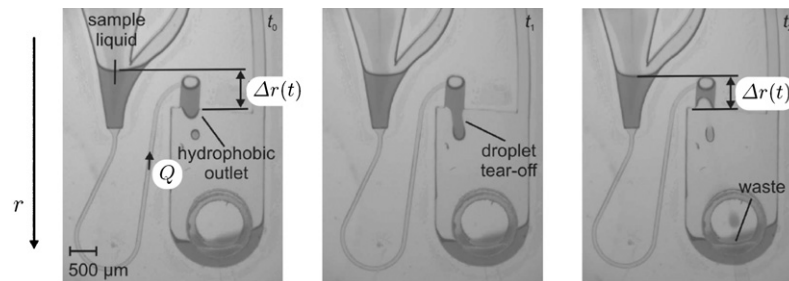 sample
liquid
t₀
Δr(t)
hydrophobic
outlet
Q
r
500 µm
t₁
droplet
tear-off
Δr(t)
waste